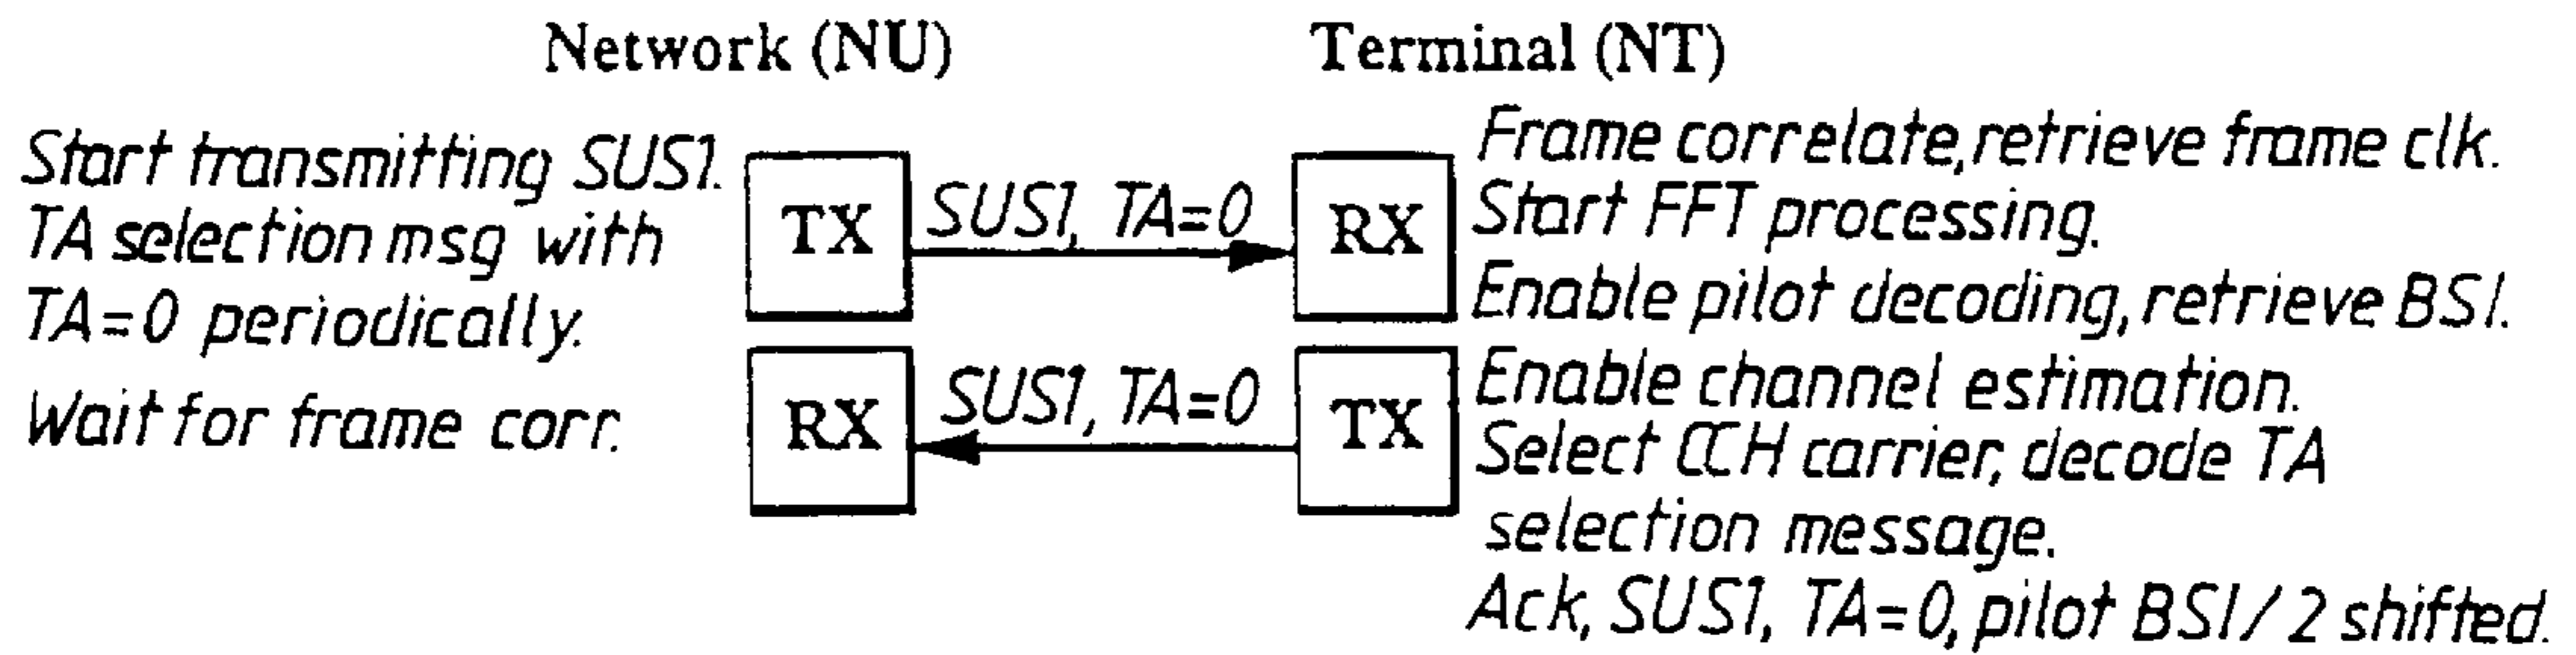 Network (NU)
Terminal (NT)
Start transmitting SUS1.
TA selection msg with
TA=0 periodically.
Wait for frame corr.
TX
SUS1, TA=0
RX
RX
SUS1, TA=0
TX
Frame correlate, retrieve frame clk.
Start FFT processing.
Enable pilot decoding, retrieve BSI.
Enable channel estimation.
Select CCH carrier, decode TA
selection message.
Ack, SUS1, TA=0, pilot BSI/2 shifted.